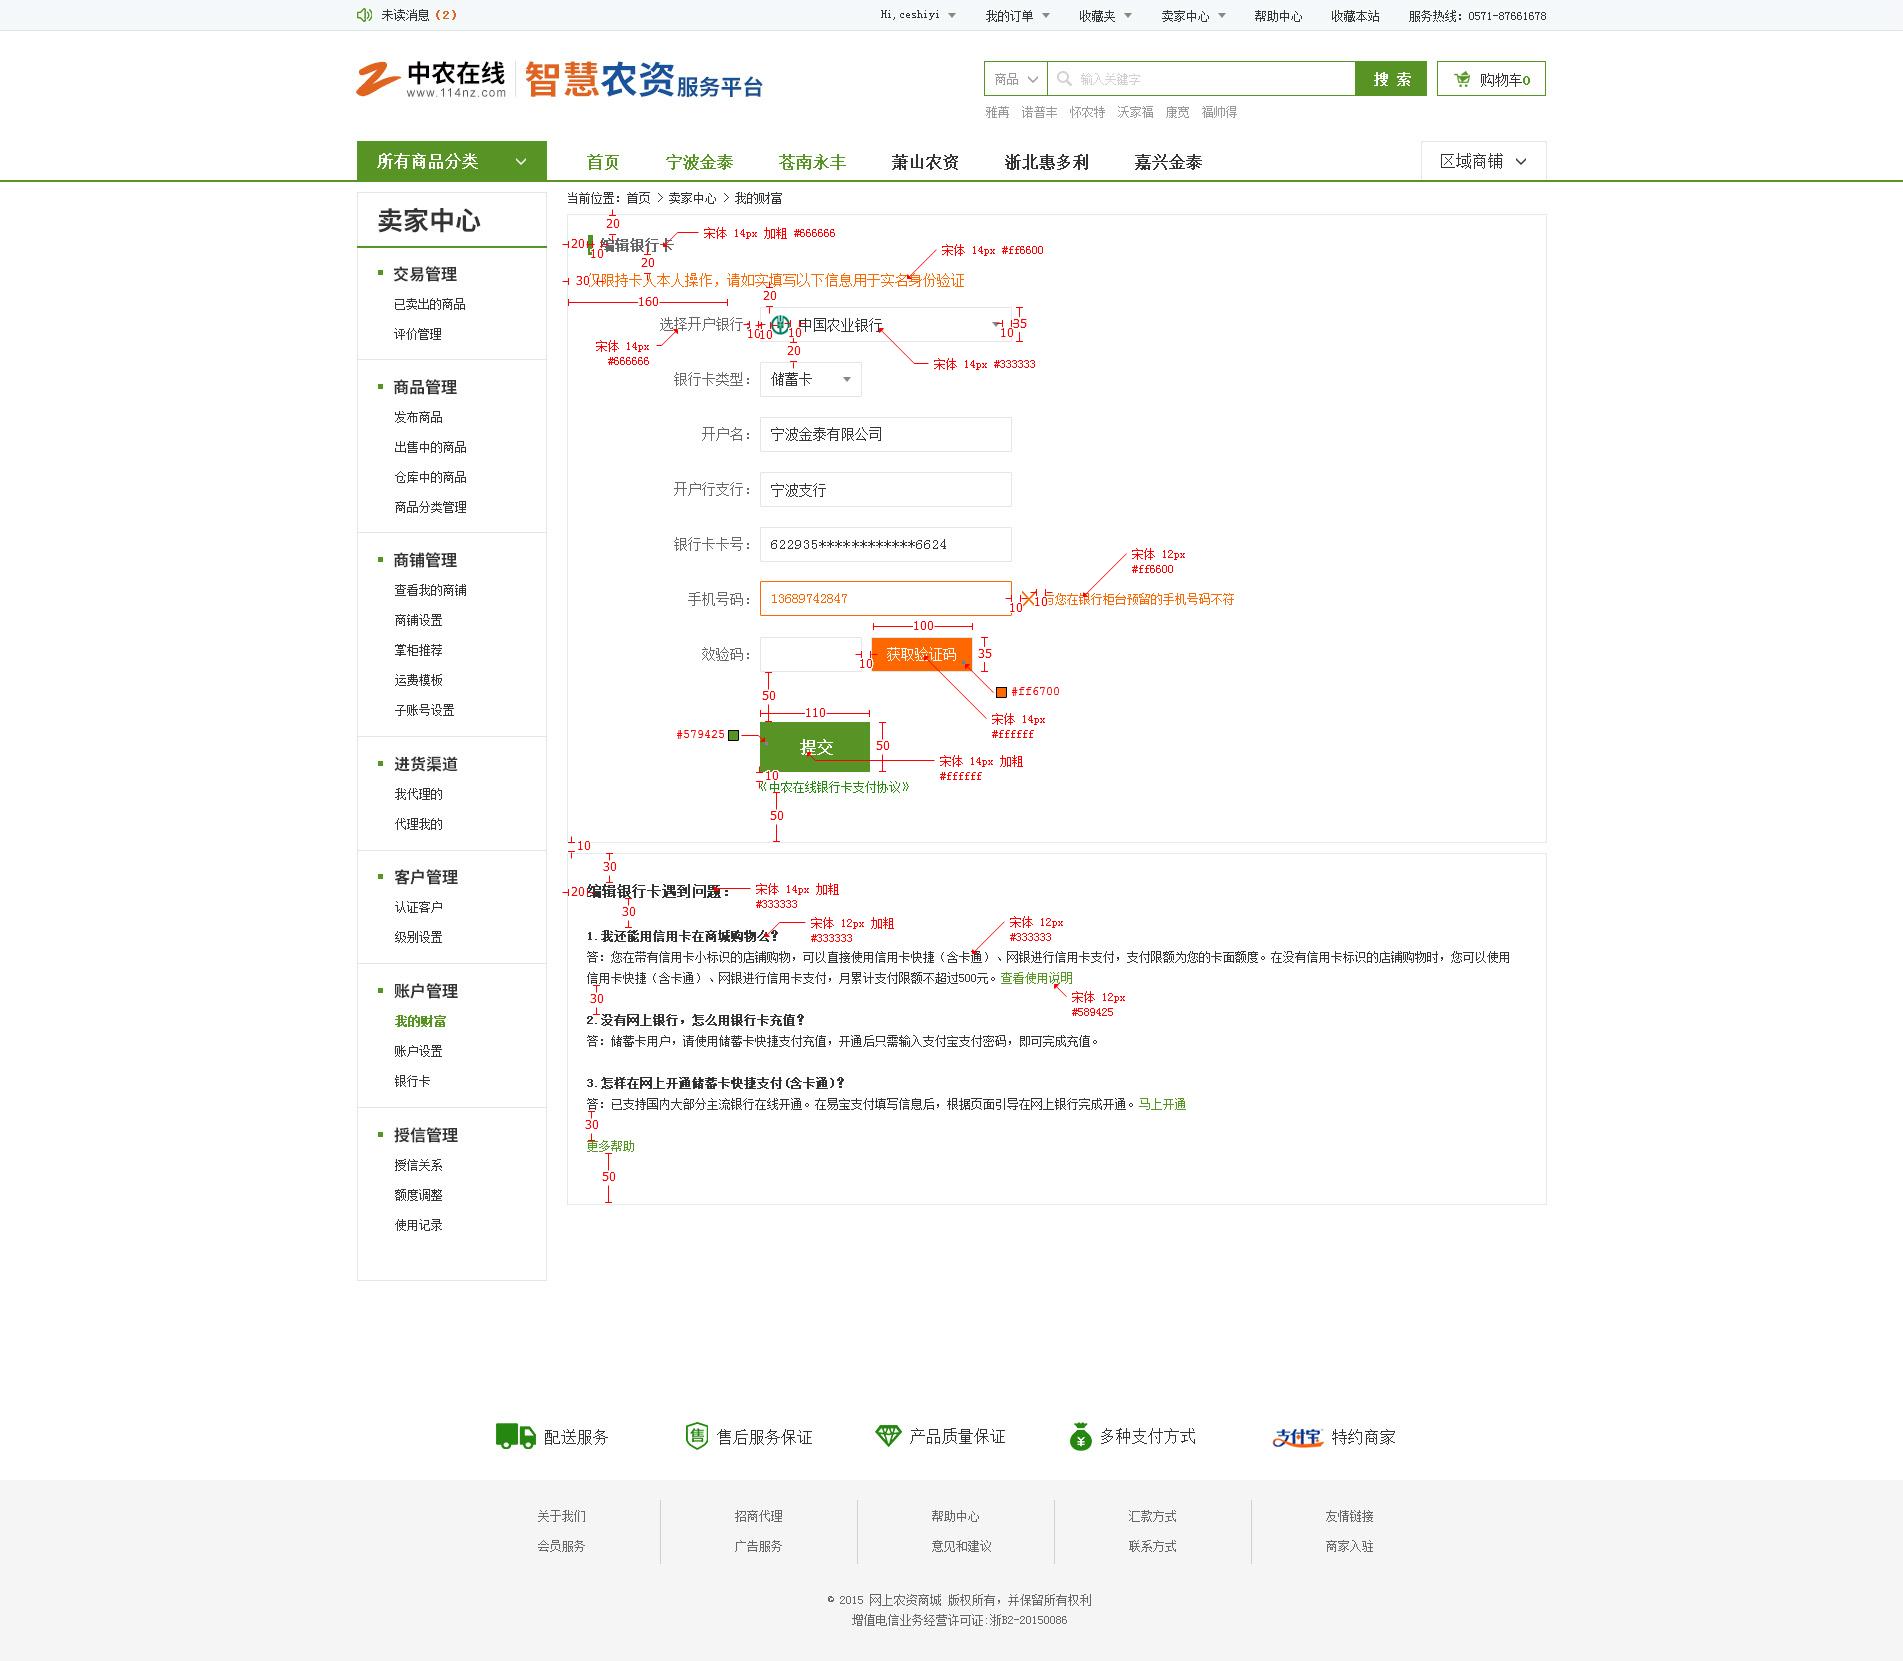 未读消息（2）
Hi,ceshiyi 我的订单 收藏夹 卖家中心 帮助中心 收藏本站 服务热线：0571-87661678
中农在线
www.114nz.com
智慧农资服务平台
商品 输入关键字 搜 索 购物车0
雅苒 诺普丰 怀农特 沃家福 康宽 福帅得
所有商品分类 首页 宁波金泰 苍南永丰 萧山农资 浙北惠多利 嘉兴金泰 区域商铺
卖家中心
交易管理
已卖出的商品
评价管理
商品管理
发布商品
出售中的商品
仓库中的商品
商品分类管理
商铺管理
查看我的商铺
商铺设置
掌柜推荐
运费模板
子账号设置
进货渠道
我代理的
代理我的
客户管理
认证客户
级别设置
账户管理
我的财富
账户设置
银行卡
授信管理
授信关系
额度调整
使用记录
当前位置：首页 > 卖家中心 > 我的财富
20
20
10
编辑银行卡
宋体 14px 加粗 #666666
20
宋体 14px #ff6600
30
仅限持卡人本人操作，请如实填写以下信息用于实名身份验证
160
20
选择开户银行：
10
10
中国农业银行
10
10
35
宋体 14px
#666666
20
宋体 14px #333333
银行卡类型： 储蓄卡
开户名： 宁波金泰有限公司
开户行支行： 宁波支行
银行卡卡号： 622935************6624
宋体 12px
#ff6600
手机号码： 13689742847
10
10
与您在银行柜台预留的手机号码不符
100
效验码：
10
获取验证码
35
50
#ff6700
110
宋体 14px
#ffffff
#579425
提交
50
宋体 14px 加粗
#ffffff
10
《中农在线银行卡支付协议》
50
10
30
20
编辑银行卡遇到问题：
宋体 14px 加粗
#333333
30
宋体 12px 加粗
#333333
宋体 12px
#333333
1.我还能用信用卡在商城购物么？
答：您在带有信用卡小标识的店铺购物，可以直接使用信用卡快捷（含卡通）、网银进行信用卡支付，支付限额为您的卡面额度。在没有信用卡标识的店铺购物时，您可以使用
信用卡快捷（含卡通）、网银进行信用卡支付，月累计支付限额不超过500元。查看使用说明
30
宋体 12px
#589425
2.没有网上银行，怎么用银行卡充值？
答：储蓄卡用户，请使用储蓄卡快捷支付充值，开通后只需输入支付宝支付密码，即可完成充值。
3.怎样在网上开通储蓄卡快捷支付(含卡通)？
答：已支持国内大部分主流银行在线开通。在易宝支付填写信息后，根据页面引导在网上银行完成开通。马上开通
30
更多帮助
50
配送服务 售 售后服务保证 产品质量保证 ¥ 多种支付方式 支付宝 特约商家
关于我们 招商代理 帮助中心 汇款方式 友情链接
会员服务 广告服务 意见和建议 联系方式 商家入驻
© 2015 网上农资商城 版权所有，并保留所有权利
增值电信业务经营许可证:浙B2-20150086